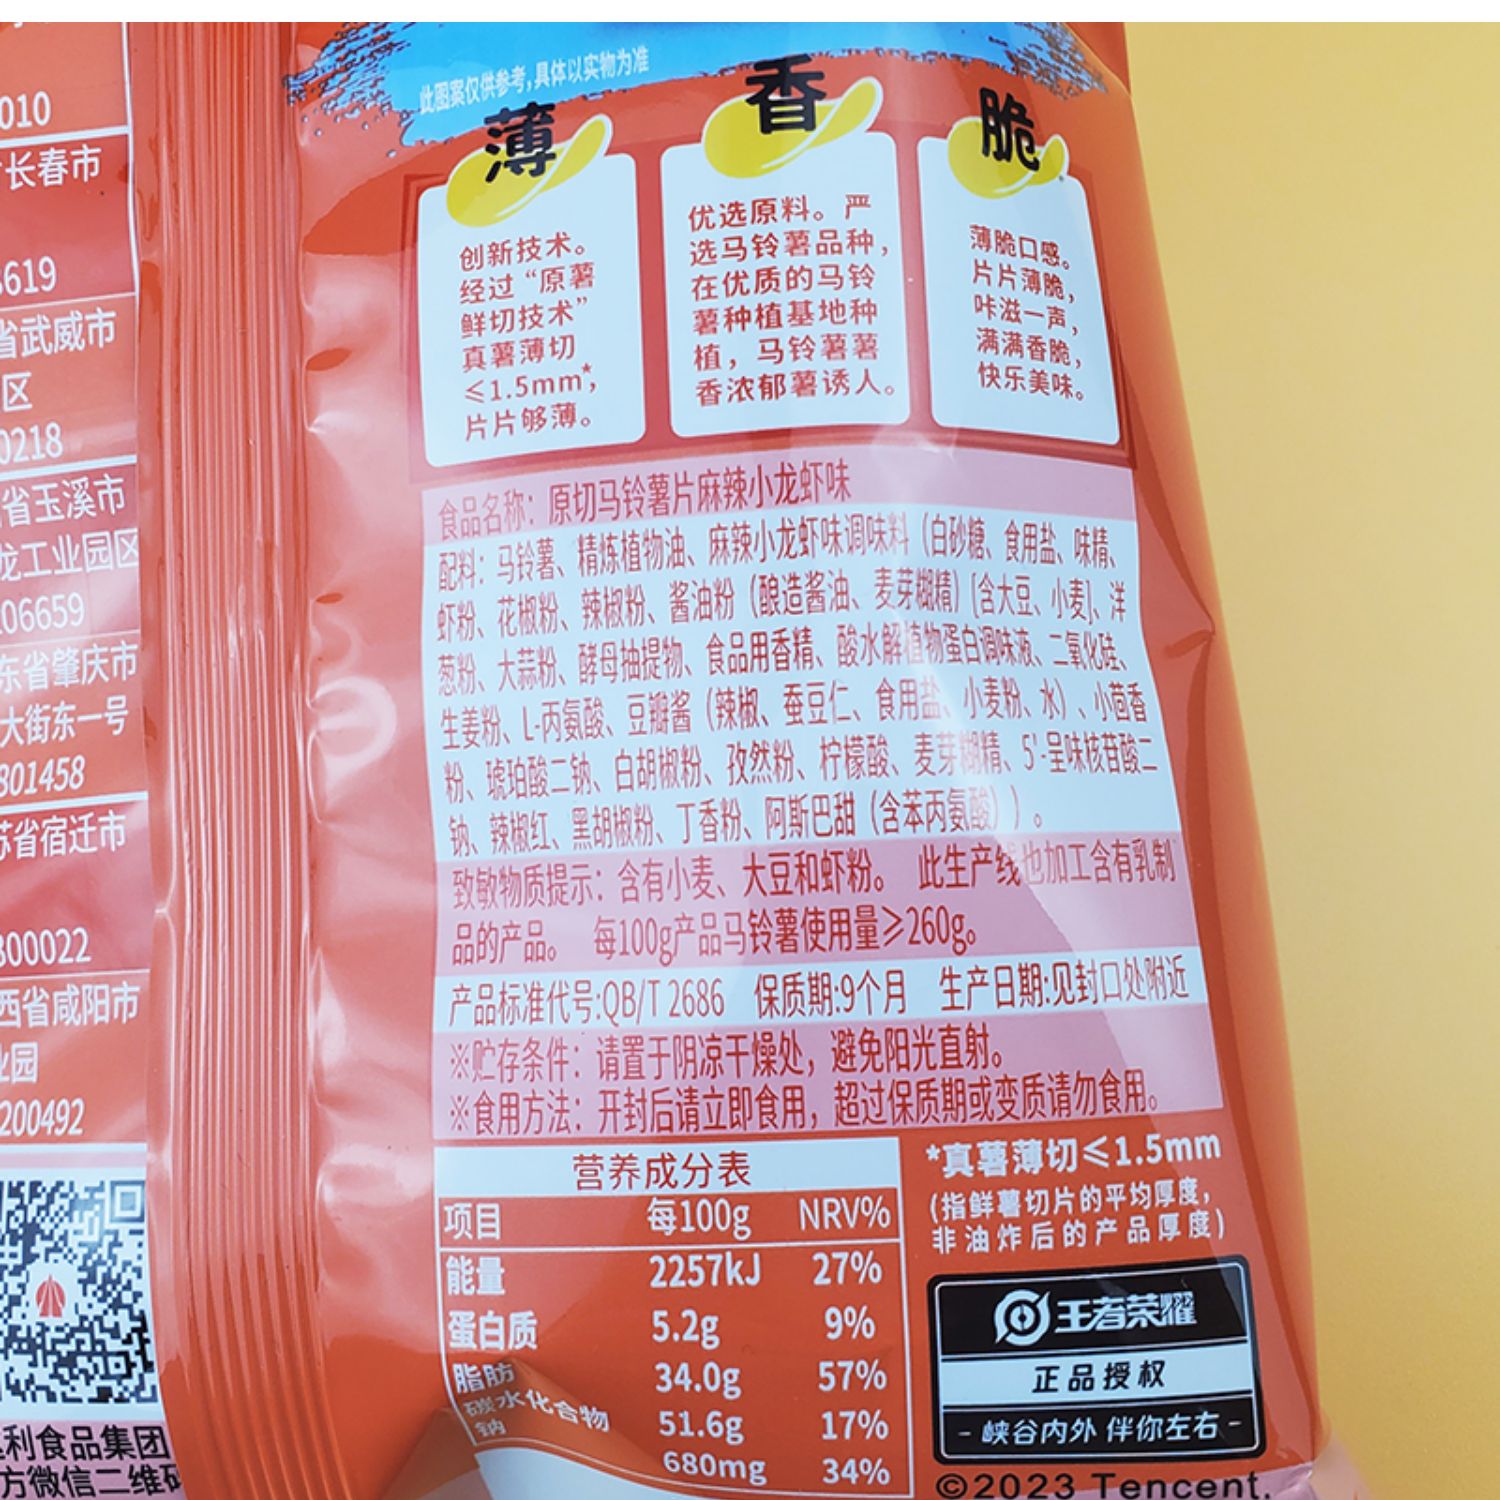 010
长春市
619
省武威市
区
0218
省玉溪市
龙工业园区
06659
东省肇庆市
大街东一号
801458
苏省宿迁市
300022
西省咸阳市
业园
200492
利食品集团
方微信二维码
此图案仅供参考,具体以实物为准
薄
创新技术。
经过“原薯
鲜切技术”
真薯薄切
≤1.5mm*,
片片够薄。
香
优选原料。严
选马铃薯品种,
在优质的马铃
薯种植基地种
植,马铃薯薯
香浓郁薯诱人。
脆
薄脆口感。
片片薄脆,
咔滋一声,
满满香脆,
快乐美味。
食品名称:原切马铃薯片麻辣小龙虾味
配料:马铃薯、精炼植物油、麻辣小龙虾味调味料(白砂糖、食用盐、味精、
虾粉、花椒粉、辣椒粉、酱油粉(酿造酱油、麦芽糊精)[含大豆、小麦]、洋
葱粉、大蒜粉、酵母抽提物、食品用香精、酸水解植物蛋白调味液、二氧化硅、
生姜粉、L-丙氨酸、豆瓣酱(辣椒、蚕豆仁、食用盐、小麦粉、水)、小茴香
粉、琥珀酸二钠、白胡椒粉、孜然粉、柠檬酸、麦芽糊精、5'-呈味核苷酸二
钠、辣椒红、黑胡椒粉、丁香粉、阿斯巴甜(含苯丙氨酸))。
致敏物质提示:含有小麦、大豆和虾粉。 此生产线也加工含有乳制
品的产品。 每100g产品马铃薯使用量≥260g。
产品标准代号:QB/T 2686 保质期:9个月 生产日期:见封口处附近
※贮存条件:请置于阴凉干燥处,避免阳光直射。
※食用方法:开封后请立即食用,超过保质期或变质请勿食用。
营养成分表
项目 每100g NRV%
能量 2257kJ 27%
蛋白质 5.2g 9%
脂肪 34.0g 57%
碳水化合物 51.6g 17%
钠 680mg 34%
*真薯薄切≤1.5mm
(指鲜薯切片的平均厚度,
非油炸后的产品厚度)
王者荣耀
正品授权
- 峡谷内外 伴你左右 -
©2023 Tencent.